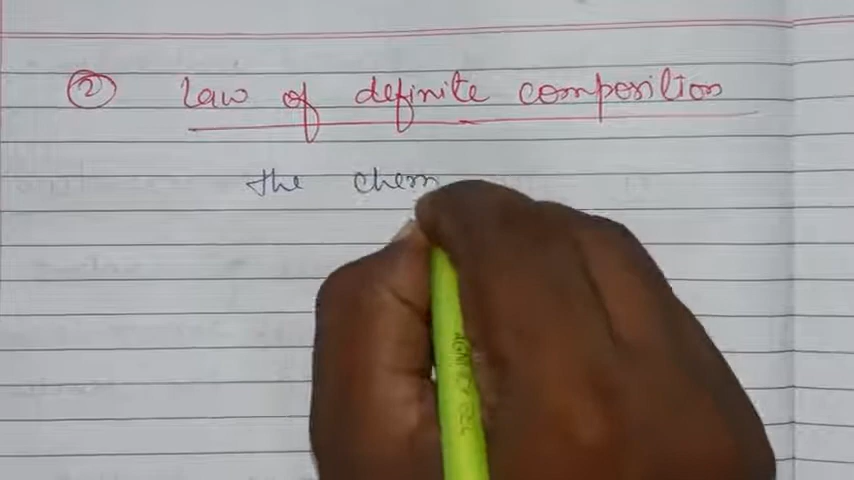 ② Law of definite composition
the chem